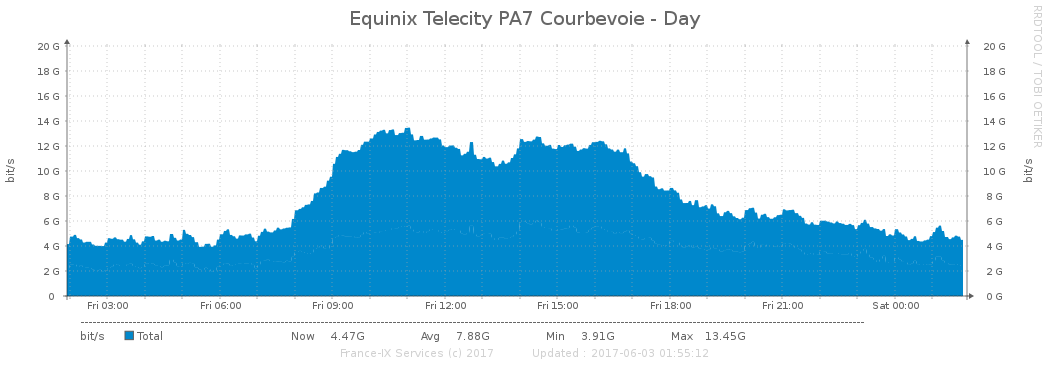 Equinix Telecity PA7 Courbevoie - Day
RRDTOOL / TOBI OETIKER
bit/s
bit/s
20 G 20 G
18 G 18 G
16 G 16 G
14 G 14 G
12 G 12 G
10 G 10 G
8 G 8 G
6 G 6 G
4 G 4 G
2 G 2 G
0 0 G
Fri 03:00 Fri 06:00 Fri 09:00 Fri 12:00 Fri 15:00 Fri 18:00 Fri 21:00 Sat 00:00
bit/s Total Now 4.47G Avg 7.88G Min 3.91G Max 13.45G
France-IX Services (c) 2017 Updated : 2017-06-03 01:55:12